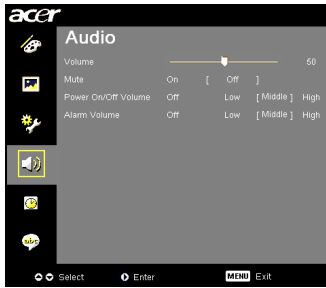 acer
Audio
Volume 50
Mute On [ Off ]
Power On/Off Volume Off Low [ Middle ] High
Alarm Volume Off Low [ Middle ] High
abc
Select Enter MENU Exit